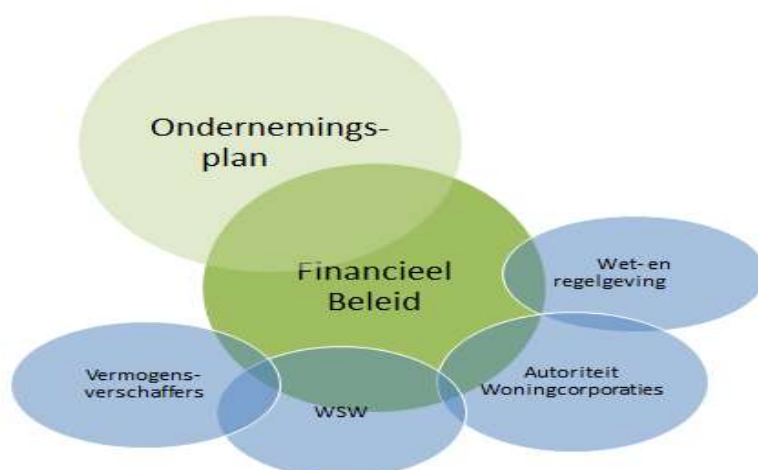 Ondernemings-
plan
Financieel
Beleid
Wet- en
regelgeving
Vermogens-
verschaffers
WSW
Autoriteit
Woningcorporaties